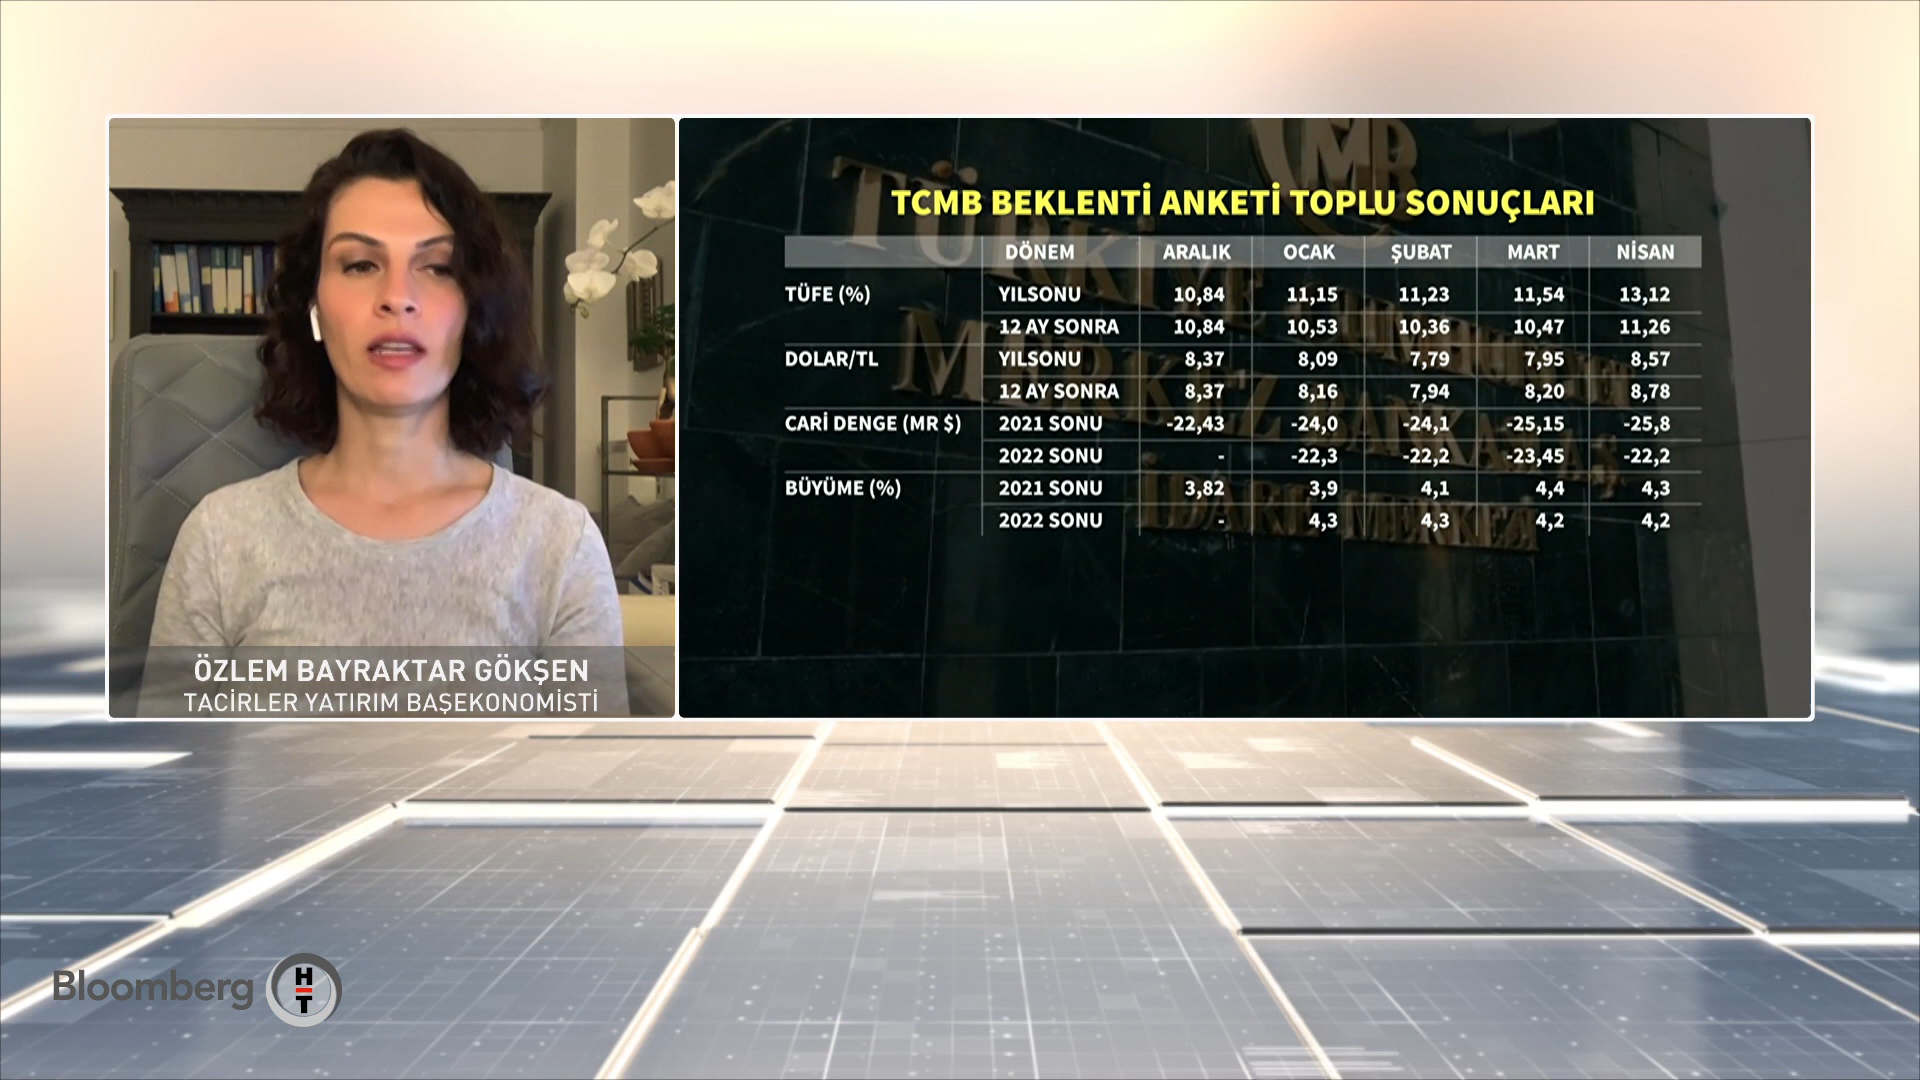 TCMB BEKLENTİ ANKETİ TOPLU SONUÇLARI
DÖNEM ARALIK OCAK ŞUBAT MART NİSAN
TÜFE (%) YILSONU 10,84 11,15 11,23 11,54 13,12
12 AY SONRA 10,84 10,53 10,36 10,47 11,26
DOLAR/TL YILSONU 8,37 8,09 7,79 7,95 8,57
12 AY SONRA 8,37 8,16 7,94 8,20 8,78
CARİ DENGE (MR $) 2021 SONU -22,43 -24,0 -24,1 -25,15 -25,8
2022 SONU - -22,3 -22,2 -23,45 -22,2
BÜYÜME (%) 2021 SONU 3,82 3,9 4,1 4,4 4,3
2022 SONU - 4,3 4,3 4,2 4,2
TÜRKİYE
MERKEZ BANKASI
İDARE MERKEZİ
ÖZLEM BAYRAKTAR GÖKŞEN
TACİRLER YATIRIM BAŞEKONOMİSTİ
Bloomberg HT